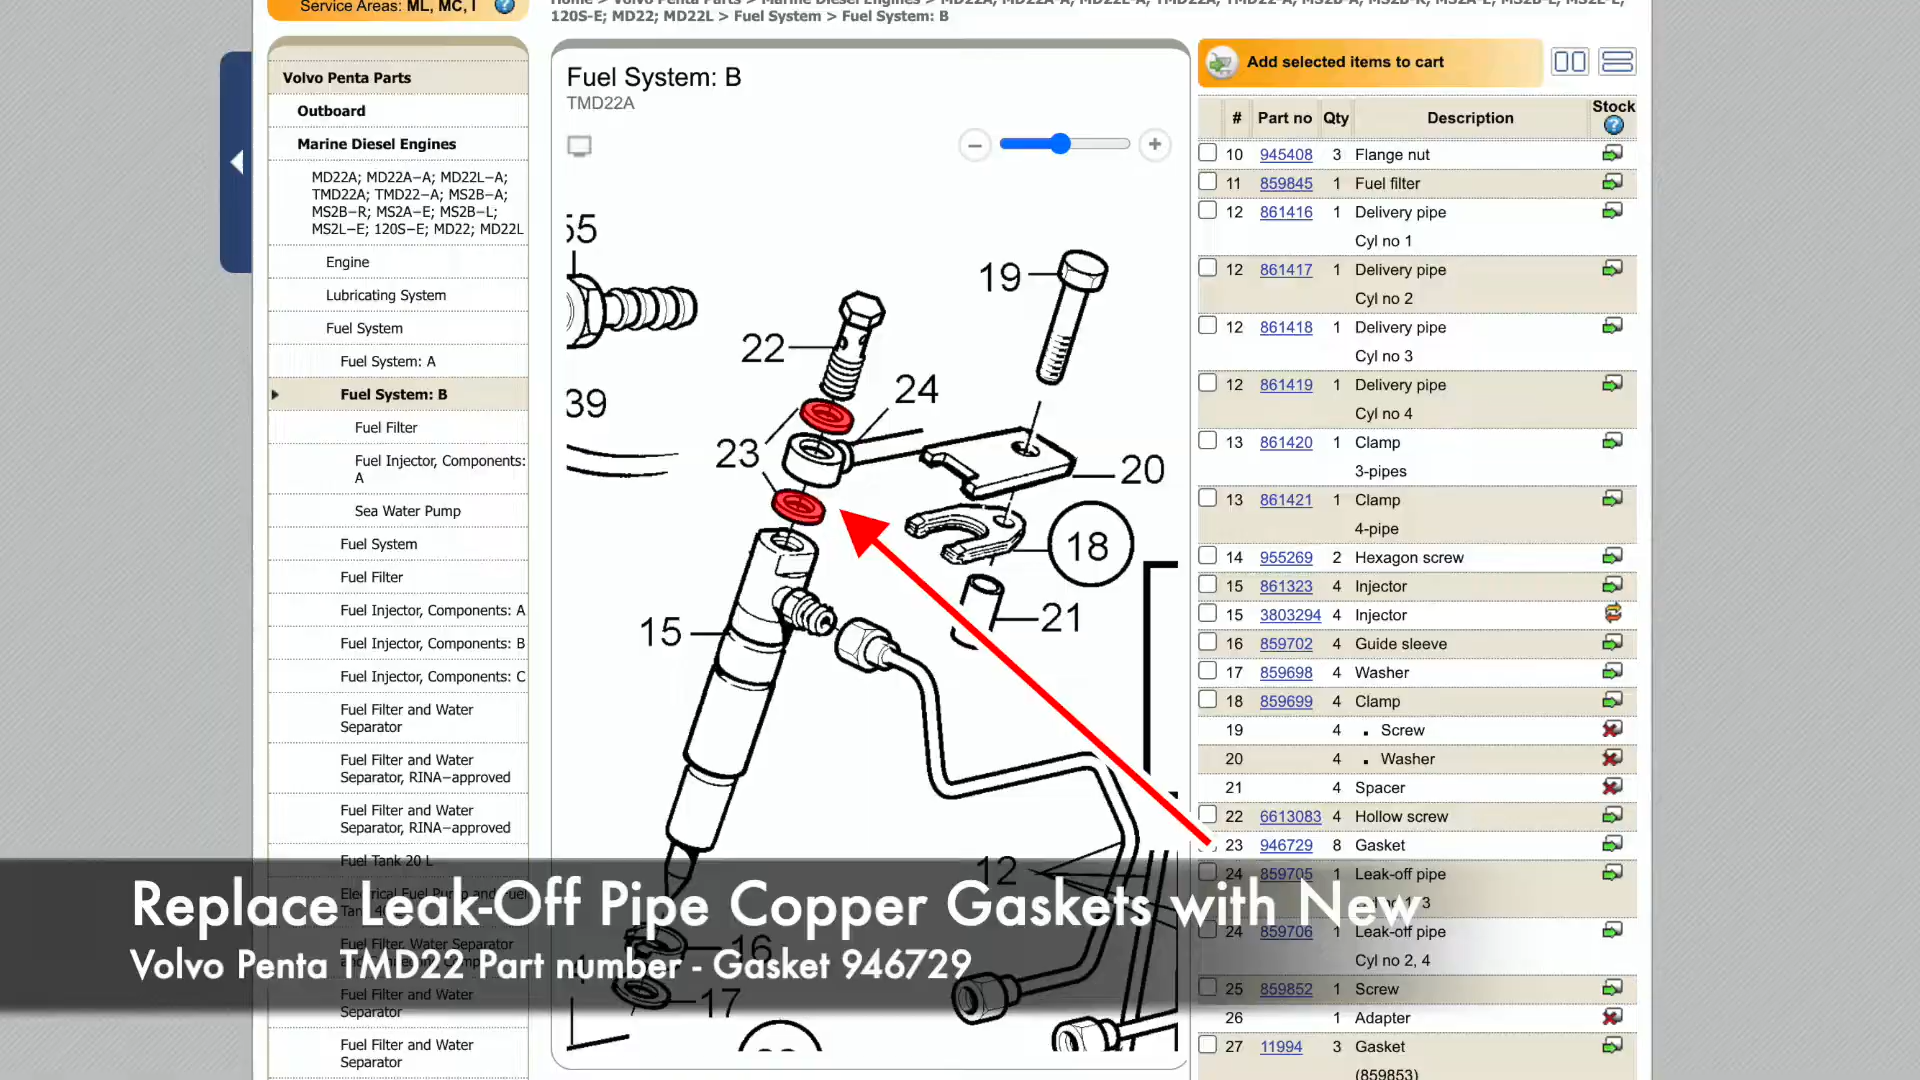 Service Areas: ML, MC, I
120S-E; MD22; MD22L > Fuel System > Fuel System: B
Volvo Penta Parts
Outboard
Marine Diesel Engines
MD22A; MD22A-A; MD22L-A;
TMD22A; TMD22-A; MS2B-A;
MS2B-R; MS2A-E; MS2B-L;
MS2L-E; 120S-E; MD22; MD22L
Engine
Lubricating System
Fuel System
Fuel System: A
Fuel System: B
Fuel Filter
Fuel Injector, Components:
A
Sea Water Pump
Fuel System
Fuel Filter
Fuel Injector, Components: A
Fuel Injector, Components: B
Fuel Injector, Components: C
Fuel Filter and Water
Separator
Fuel Filter and Water
Separator, RINA-approved
Fuel Filter and Water
Separator, RINA-approved
Fuel Tank 20 L
Electrical Fuel Pump and Fuel
Fuel Filter, Water Separator
Fuel Filter and Water
Separator
Fuel Filter and Water
Separator
Fuel System: B
TMD22A
55
19
22
24
39
23
20
18
21
15
12
16
17
Add selected items to cart
# Part no Qty Description Stock
10 945408 3 Flange nut
11 859845 1 Fuel filter
12 861416 1 Delivery pipe
Cyl no 1
12 861417 1 Delivery pipe
Cyl no 2
12 861418 1 Delivery pipe
Cyl no 3
12 861419 1 Delivery pipe
Cyl no 4
13 861420 1 Clamp
3-pipes
13 861421 1 Clamp
4-pipe
14 955269 2 Hexagon screw
15 861323 4 Injector
15 3803294 4 Injector
16 859702 4 Guide sleeve
17 859698 4 Washer
18 859699 4 Clamp
19 4 Screw
20 4 Washer
21 4 Spacer
22 6613083 4 Hollow screw
23 946729 8 Gasket
24 859705 1 Leak-off pipe
24 859706 1 Leak-off pipe
Cyl no 2, 4
25 859852 1 Screw
26 1 Adapter
27 11994 3 Gasket
(859853)
Replace Leak-Off Pipe Copper Gaskets with New
Volvo Penta TMD22 Part number - Gasket 946729